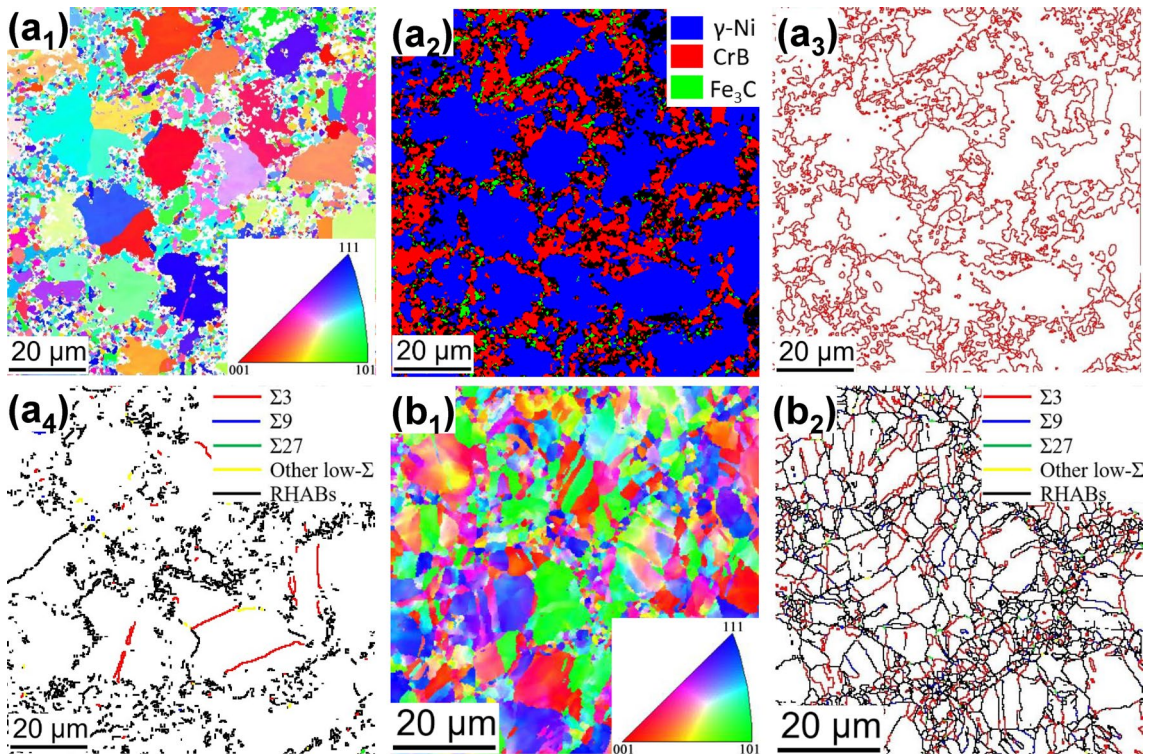 (a1)
111
001
101
20 μm
(a2)
γ-Ni
CrB
Fe3C
20 μm
(a3)
20 μm
(a4)
Σ3
Σ9
Σ27
Other low-Σ
RHABs
20 μm
(b1)
111
001
101
20 μm
(b2)
Σ3
Σ9
Σ27
Other low-Σ
RHABs
20 μm